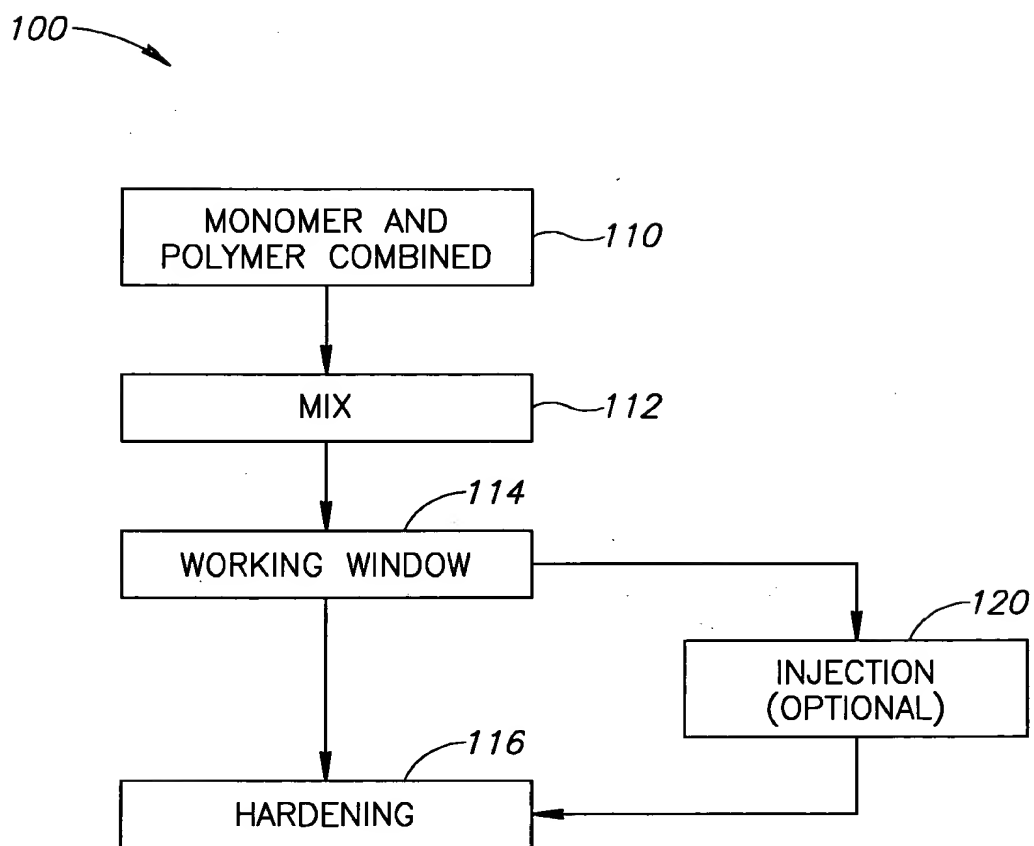 100
MONOMER AND
POLYMER COMBINED
110
MIX
112
114
WORKING WINDOW
120
INJECTION
(OPTIONAL)
116
HARDENING